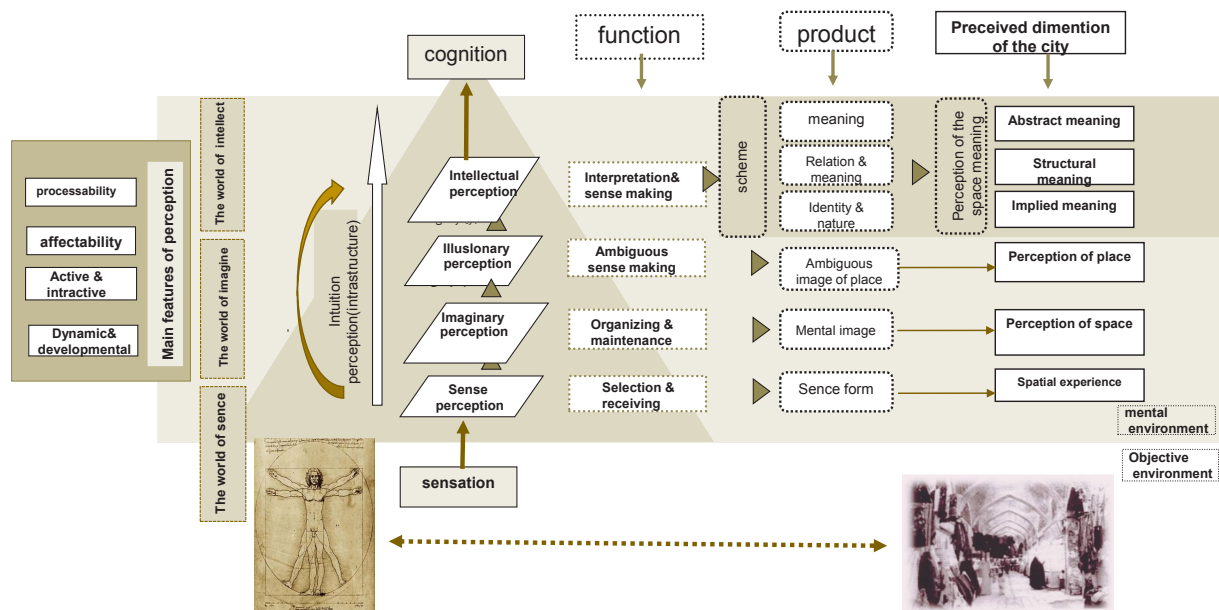 cognition
function
product
Preceived dimention
of the city
The world of intellect
The world of imagine
The world of sence
Main features of perception
processability
affectability
Active &
intractive
Dynamic&
developmental
Intuition
perception(intrastructure)
Intellectual
perception
Illuslonary
perception
Imaginary
perception
Sense
perception
sensation
Interpretation&
sense making
Ambiguous
sense making
Organizing &
maintenance
Selection &
receiving
scheme
meaning
Relation &
meaning
Identity &
nature
Ambiguous
image of place
Mental image
Sence form
Perception of the
space meaning
Abstract meaning
Structural
meaning
Implied meaning
Perception of place
Perception of space
Spatial experience
mental
environment
Objective
environment